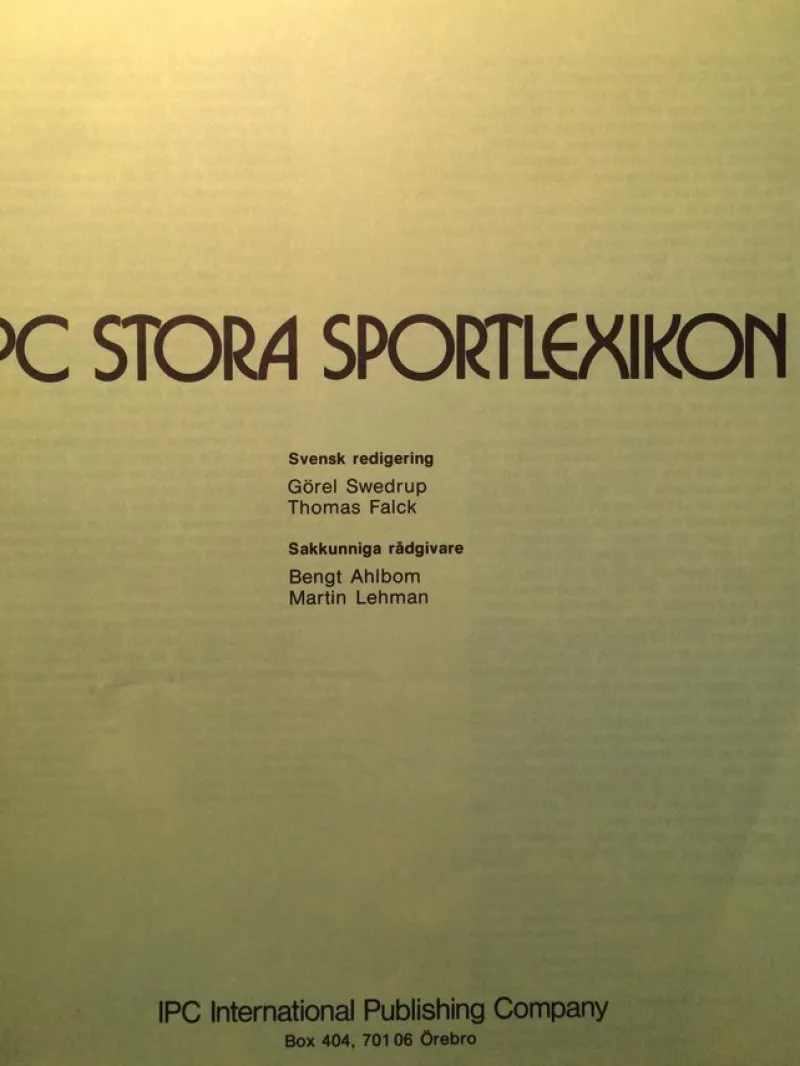 PC STORA SPORTLEXIKON
Svensk redigering
Görel Swedrup
Thomas Falck
Sakkunniga rådgivare
Bengt Ahlbom
Martin Lehman
IPC International Publishing Company
Box 404, 701 06 Örebro